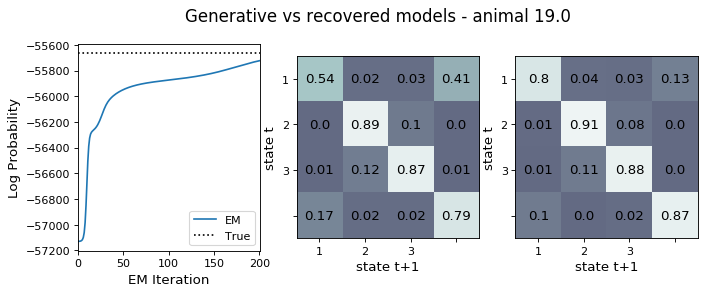 Generative vs recovered models - animal 19.0
Log Probability
−55600
−55800
−56000
−56200
−56400
−56600
−56800
−57000
−57200
0 50 100 150 200
EM Iteration
EM
True
state t
1
2
3
0.54 0.02 0.03 0.41
0.0 0.89 0.1 0.0
0.01 0.12 0.87 0.01
0.17 0.02 0.02 0.79
1 2 3
state t+1
state t
1
2
3
0.8 0.04 0.03 0.13
0.01 0.91 0.08 0.0
0.01 0.11 0.88 0.0
0.1 0.0 0.02 0.87
1 2 3
state t+1